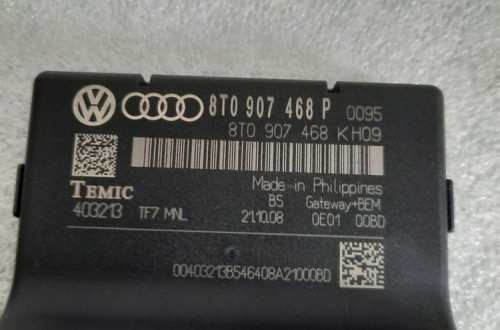 8T0 907 468 P 0095
8T0 907 468 KH09
TEMIC
Made in Philippines
B5 Gateway+BEM
403213 TF7 MNL 21.10.08 0E01 00BD
00403213B546408A21000BD